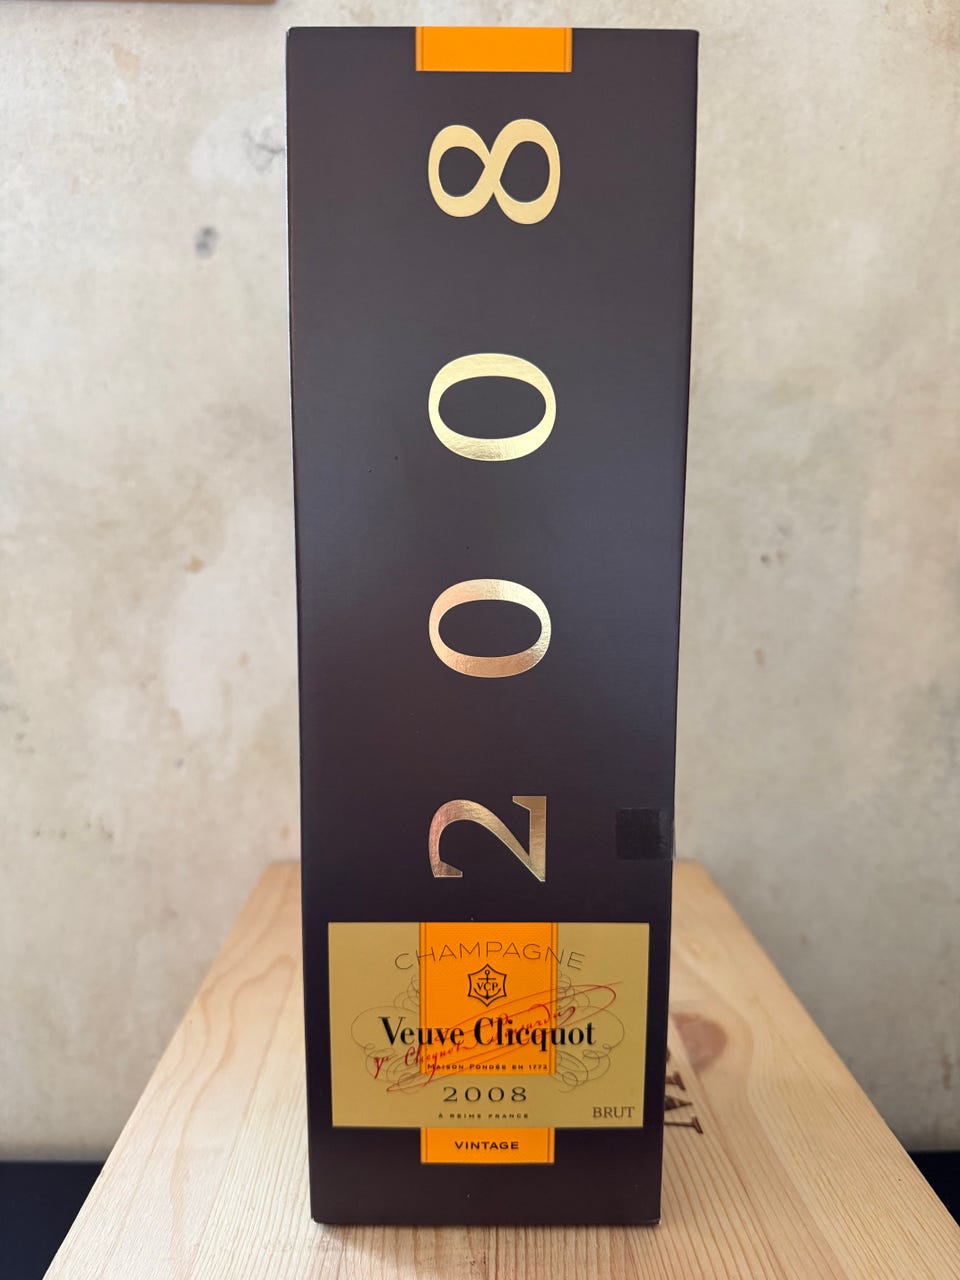 2008
CHAMPAGNE
VCP
Veuve Clicquot
MAISON FONDÉE EN 1772
2008
À REIMS FRANCE
BRUT
VINTAGE